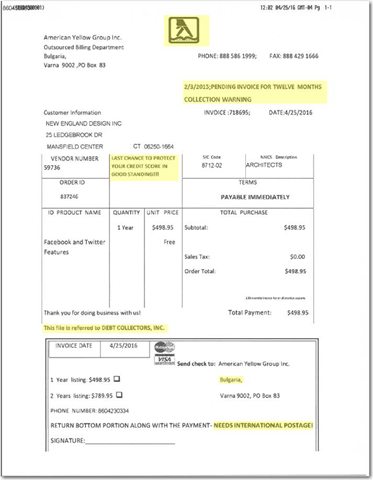 12:02 04/25/16 GMT-04 Pg 1-1
American Yellow Group Inc.
Outsourced Billing Department
Bulgaria,
Varna 9002 ,PO Box 83
PHONE: 888 586 1999; FAX: 888 429 1666
2/3/2015;PENDING INVOICE FOR TWELVE MONTHS
COLLECTION WARNING
Customer Information
INVOICE :718695; DATE:4/25/2016
NEW ENGLAND DESIGN INC
25 LEDGEBROOK DR
MANSFIELD CENTER CT 06250-1664
VENDOR NUMBER
59736
LAST CHANCE TO PROTECT
YOUR CREDIT SCORE IN
GOOD STANDING!!
SIC Code
8712-02
NAICS Description
ARCHITECTS
ORDER ID
837246
TERMS
PAYABLE IMMEDIATELY
ID PRODUCT NAME QUANTITY UNIT PRICE TOTAL PURCHASE
1 Year $498.95 Subtotal: $498.95
Facebook and Twitter Free
Features
Sales Tax: $0.00
Order Total: $498.95
Thank you for doing business with us! Total Payment: $498.95
This file is referred to DEBT COLLECTORS, INC.
INVOICE DATE 4/25/2016
VISA
MasterCard
Send check to: American Yellow Group Inc.
1 Year listing: $498.95
Bulgaria,
2 Years listing: $789.95
Varna 9002, PO Box 83
PHONE NUMBER: 8604230334
RETURN BOTTOM PORTION ALONG WITH THE PAYMENT- NEEDS INTERNATIONAL POSTAGE!
SIGNATURE: